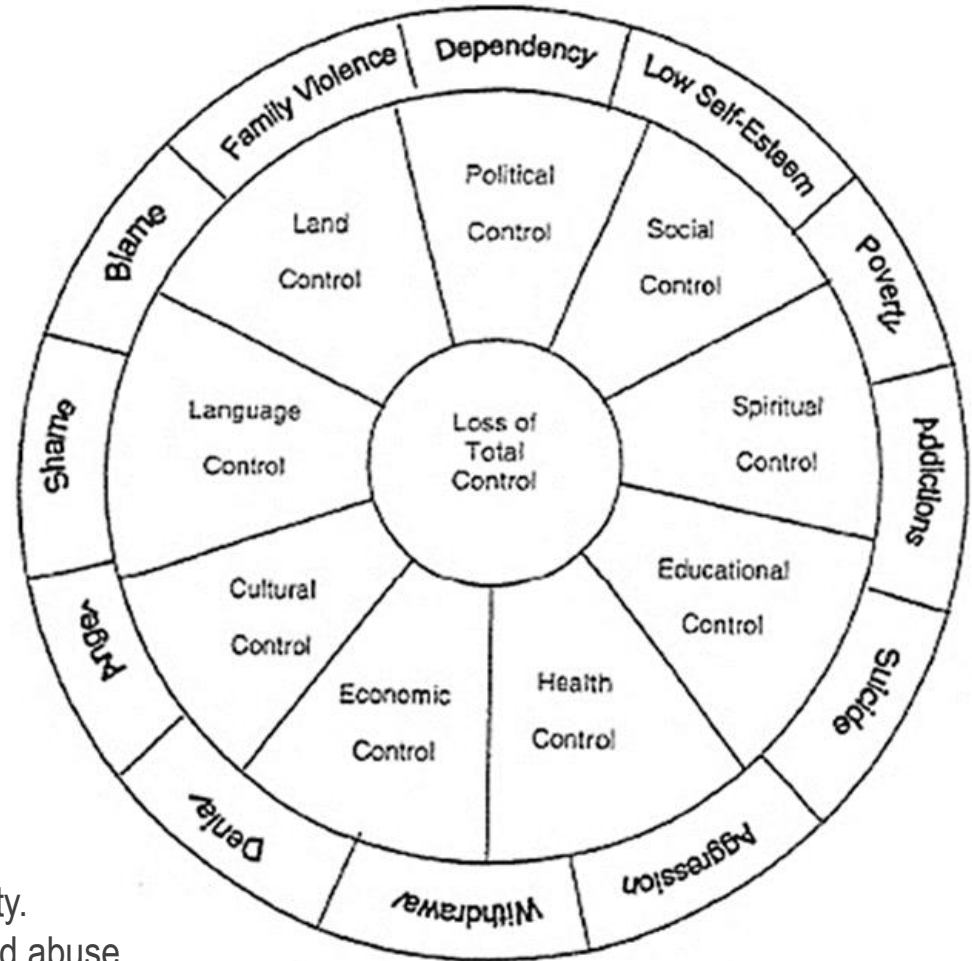 Dependency
Low Self-Esteem
Poverty
Addictions
Suicide
Aggression
Withdrawal
Denial
Anger
Shame
Blame
Family Violence
Political
Control
Social
Control
Spiritual
Control
Educational
Control
Health
Control
Economic
Control
Cultural
Control
Language
Control
Land
Control
Loss of
Total
Control
abuse